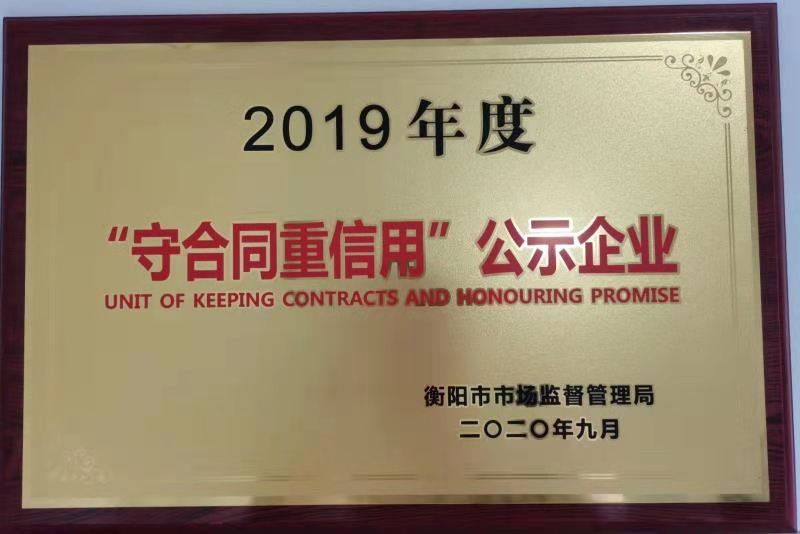 2019年度
“守合同重信用”公示企业
UNIT OF KEEPING CONTRACTS AND HONOURING PROMISE
衡阳市市场监督管理局
二〇二〇年九月